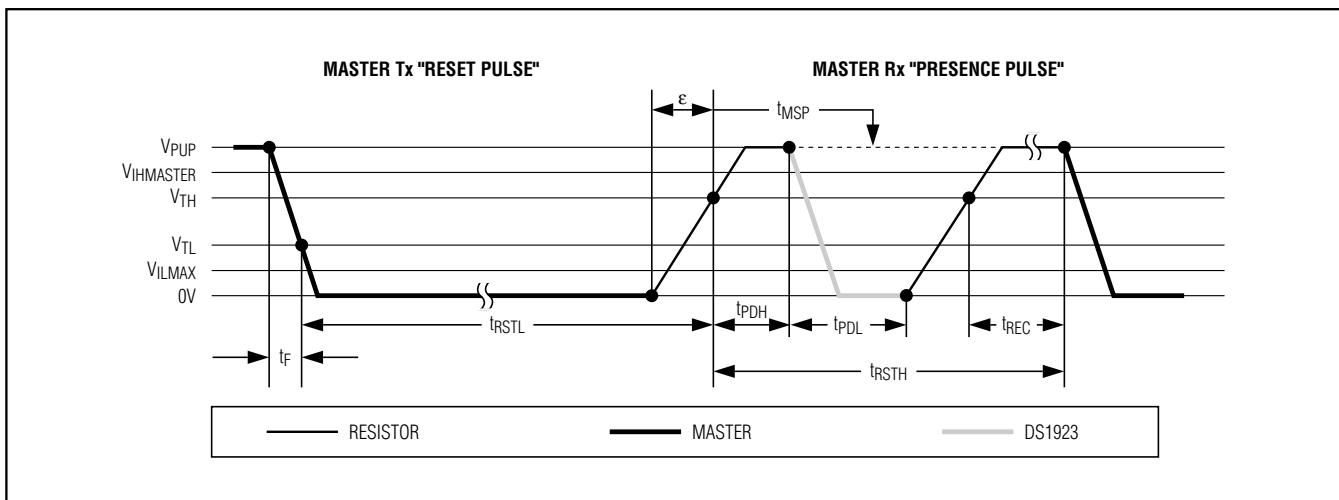 MASTER Tx "RESET PULSE" MASTER Rx "PRESENCE PULSE"
ε tMSP
VPUP
VIHMASTER
VTH
VTL
VILMAX
0V
tRSTL tPDH tPDL tREC
tF tRSTH
RESISTOR MASTER DS1923